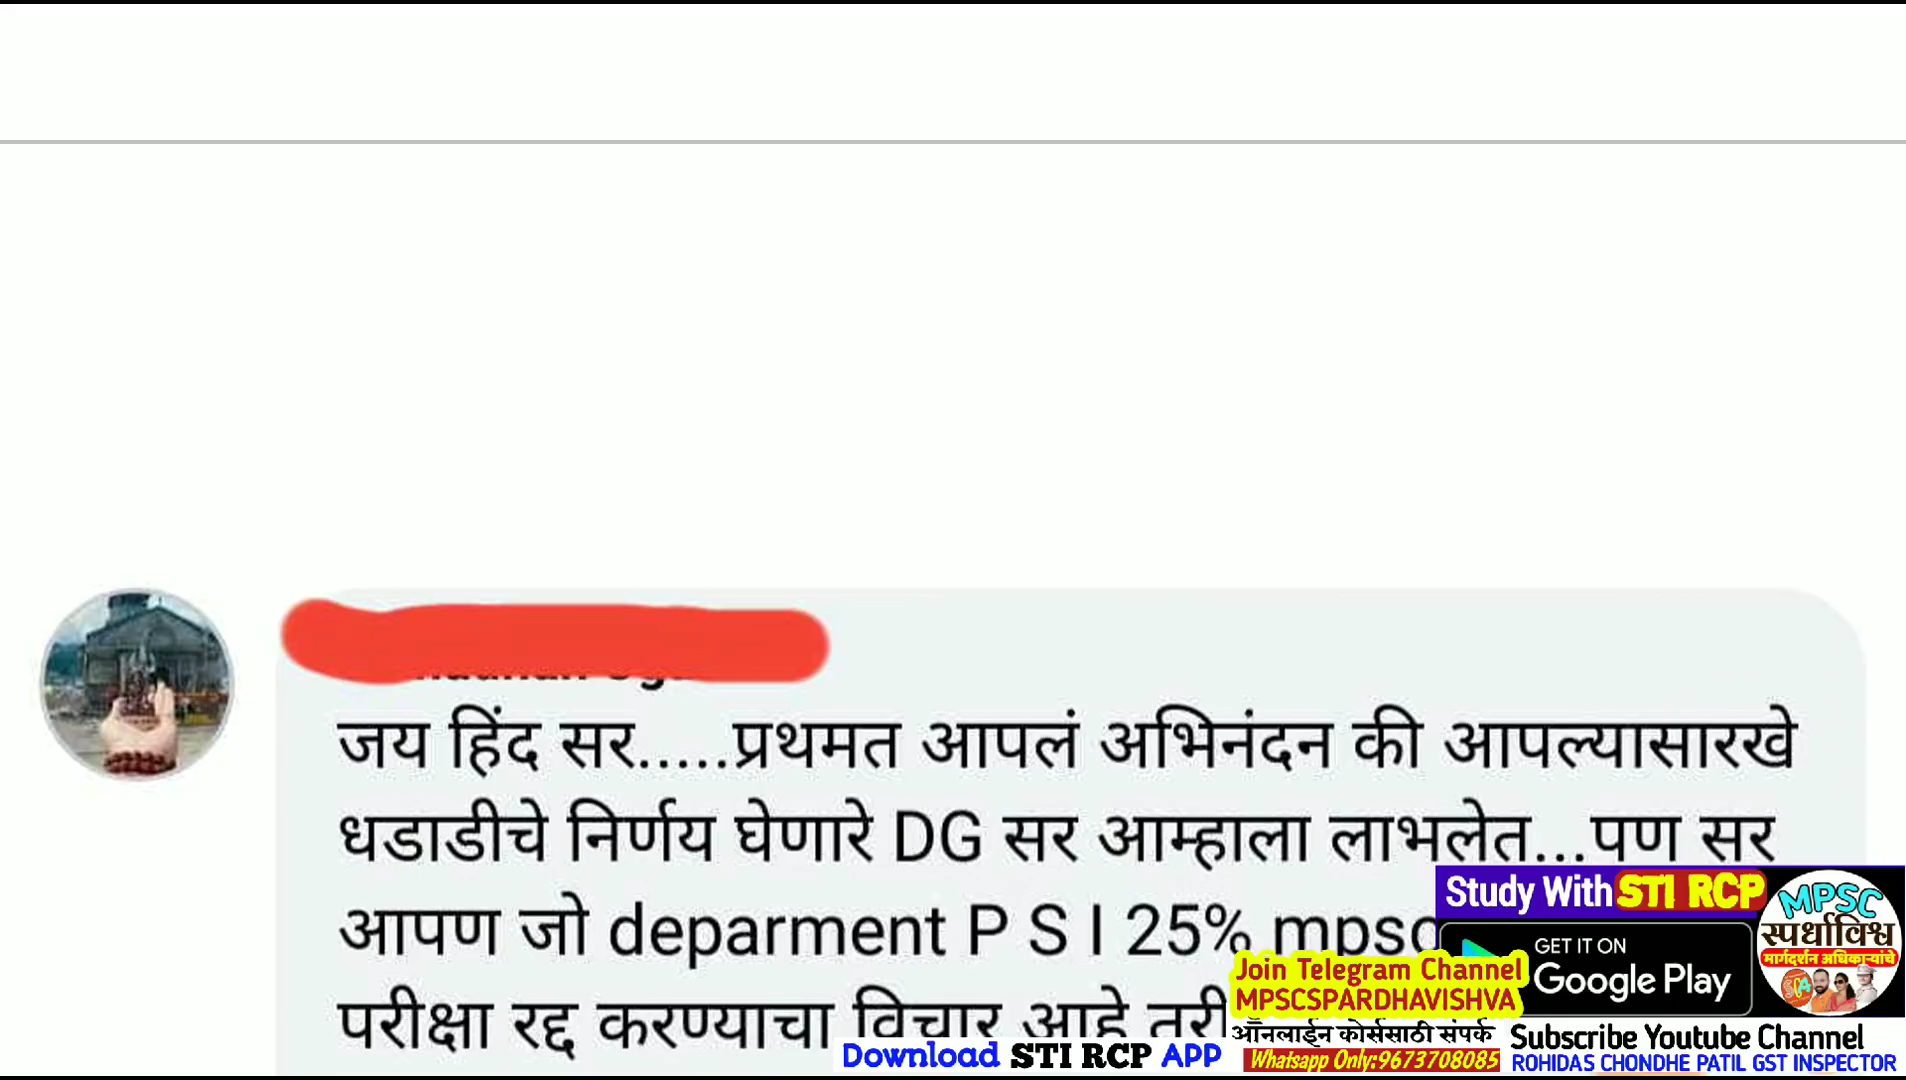 जय हिंद सर.....प्रथमत आपलं अभिनंदन की आपल्यासारखे
धडाडीचे निर्णय घेणारे DG सर आम्हाला लाभलेत...पण सर
आपण जो deparment P S I 25% mpsc
परीक्षा रद्द करण्याचा विचार आहे तरी
Study With STI RCP
GET IT ON
Google Play
MPSC
स्पर्धाविश्व
मार्गदर्शन अधिकाऱ्यांचे
Join Telegram Channel
MPSCSPARDHAVISHVA
ऑनलाईन कोर्ससाठी संपर्क
Whatsapp Only:9673708085
Download STI RCP APP
Subscribe Youtube Channel
ROHIDAS CHONDHE PATIL GST INSPECTOR